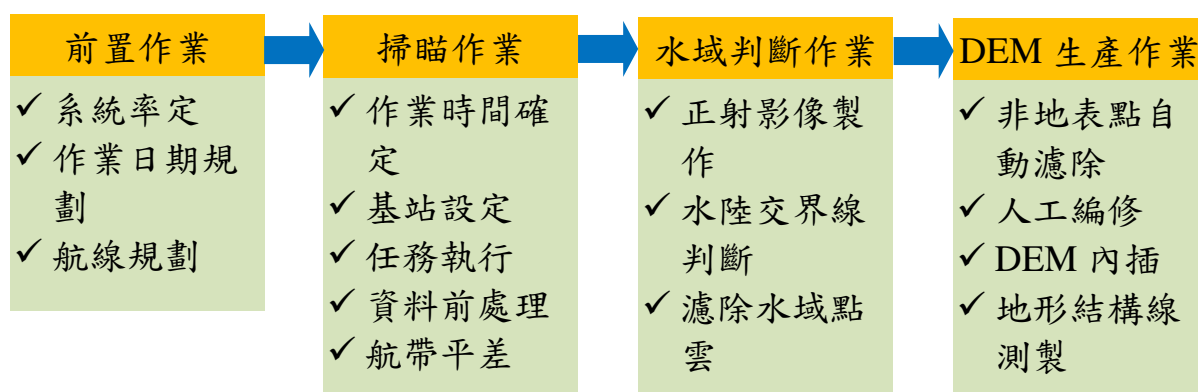 前置作業
✓ 系統率定
✓ 作業日期規
劃
✓ 航線規劃
掃瞄作業
✓ 作業時間確
定
✓ 基站設定
✓ 任務執行
✓ 資料前處理
✓ 航帶平差
水域判斷作業
✓ 正射影像製
作
✓ 水陸交界線
判斷
✓ 濾除水域點
雲
DEM 生產作業
✓ 非地表點自
動濾除
✓ 人工編修
✓ DEM 內插
✓ 地形結構線
測製